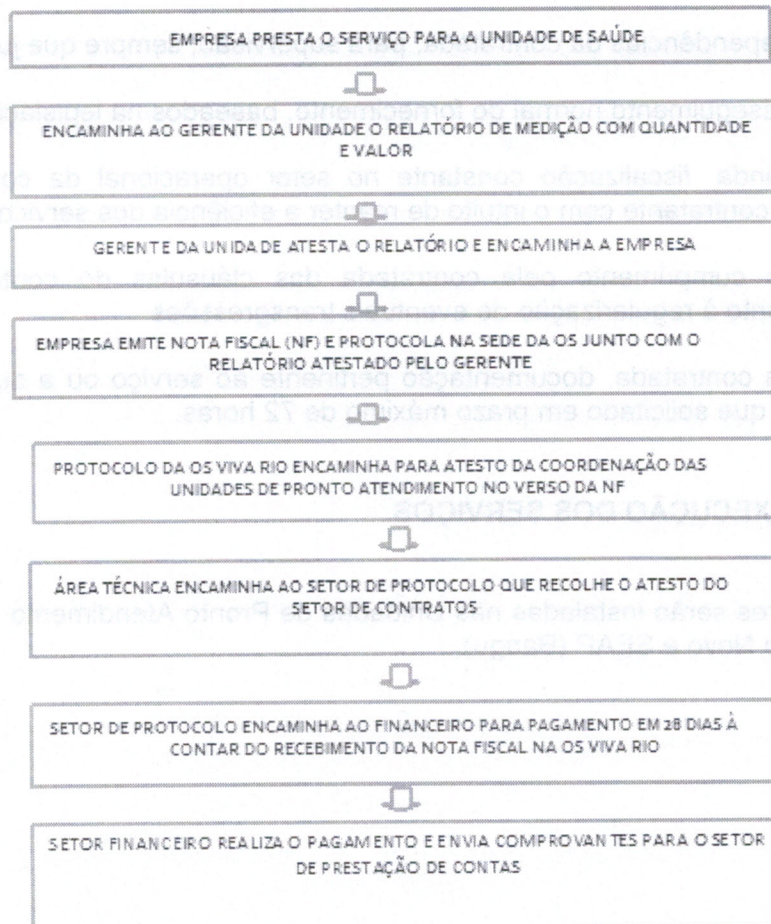 EMPRESA PRESTA O SERVIÇO PARA A UNIDADE DE SAÚDE
ENCAMINHA AO GERENTE DA UNIDADE O RELATÓRIO DE MEDIÇÃO COM QUANTIDADE
E VALOR
GERENTE DA UNIDADE ATESTA O RELATÓRIO E ENCAMINHA A EMPRESA
EMPRESA EMITE NOTA FISCAL (NF) E PROTOCOLA NA SEDE DA OS JUNTO COM O
RELATÓRIO ATESTADO PELO GERENTE
PROTOCOLO DA OS VIVA RIO ENCAMINHA PARA ATESTO DA COORDENAÇÃO DAS
UNIDADES DE PRONTO ATENDIMENTO NO VERSO DA NF
ÁREA TÉCNICA ENCAMINHA AO SETOR DE PROTOCOLO QUE RECOLHE O ATESTO DO
SETOR DE CONTRATOS
SETOR DE PROTOCOLO ENCAMINHA AO FINANCEIRO PARA PAGAMENTO EM 28 DIAS À
CONTAR DO RECEBIMENTO DA NOTA FISCAL NA OS VIVA RIO
SETOR FINANCEIRO REALIZA O PAGAMENTO E ENVIA COMPROVANTES PARA O SETOR
DE PRESTAÇÃO DE CONTAS